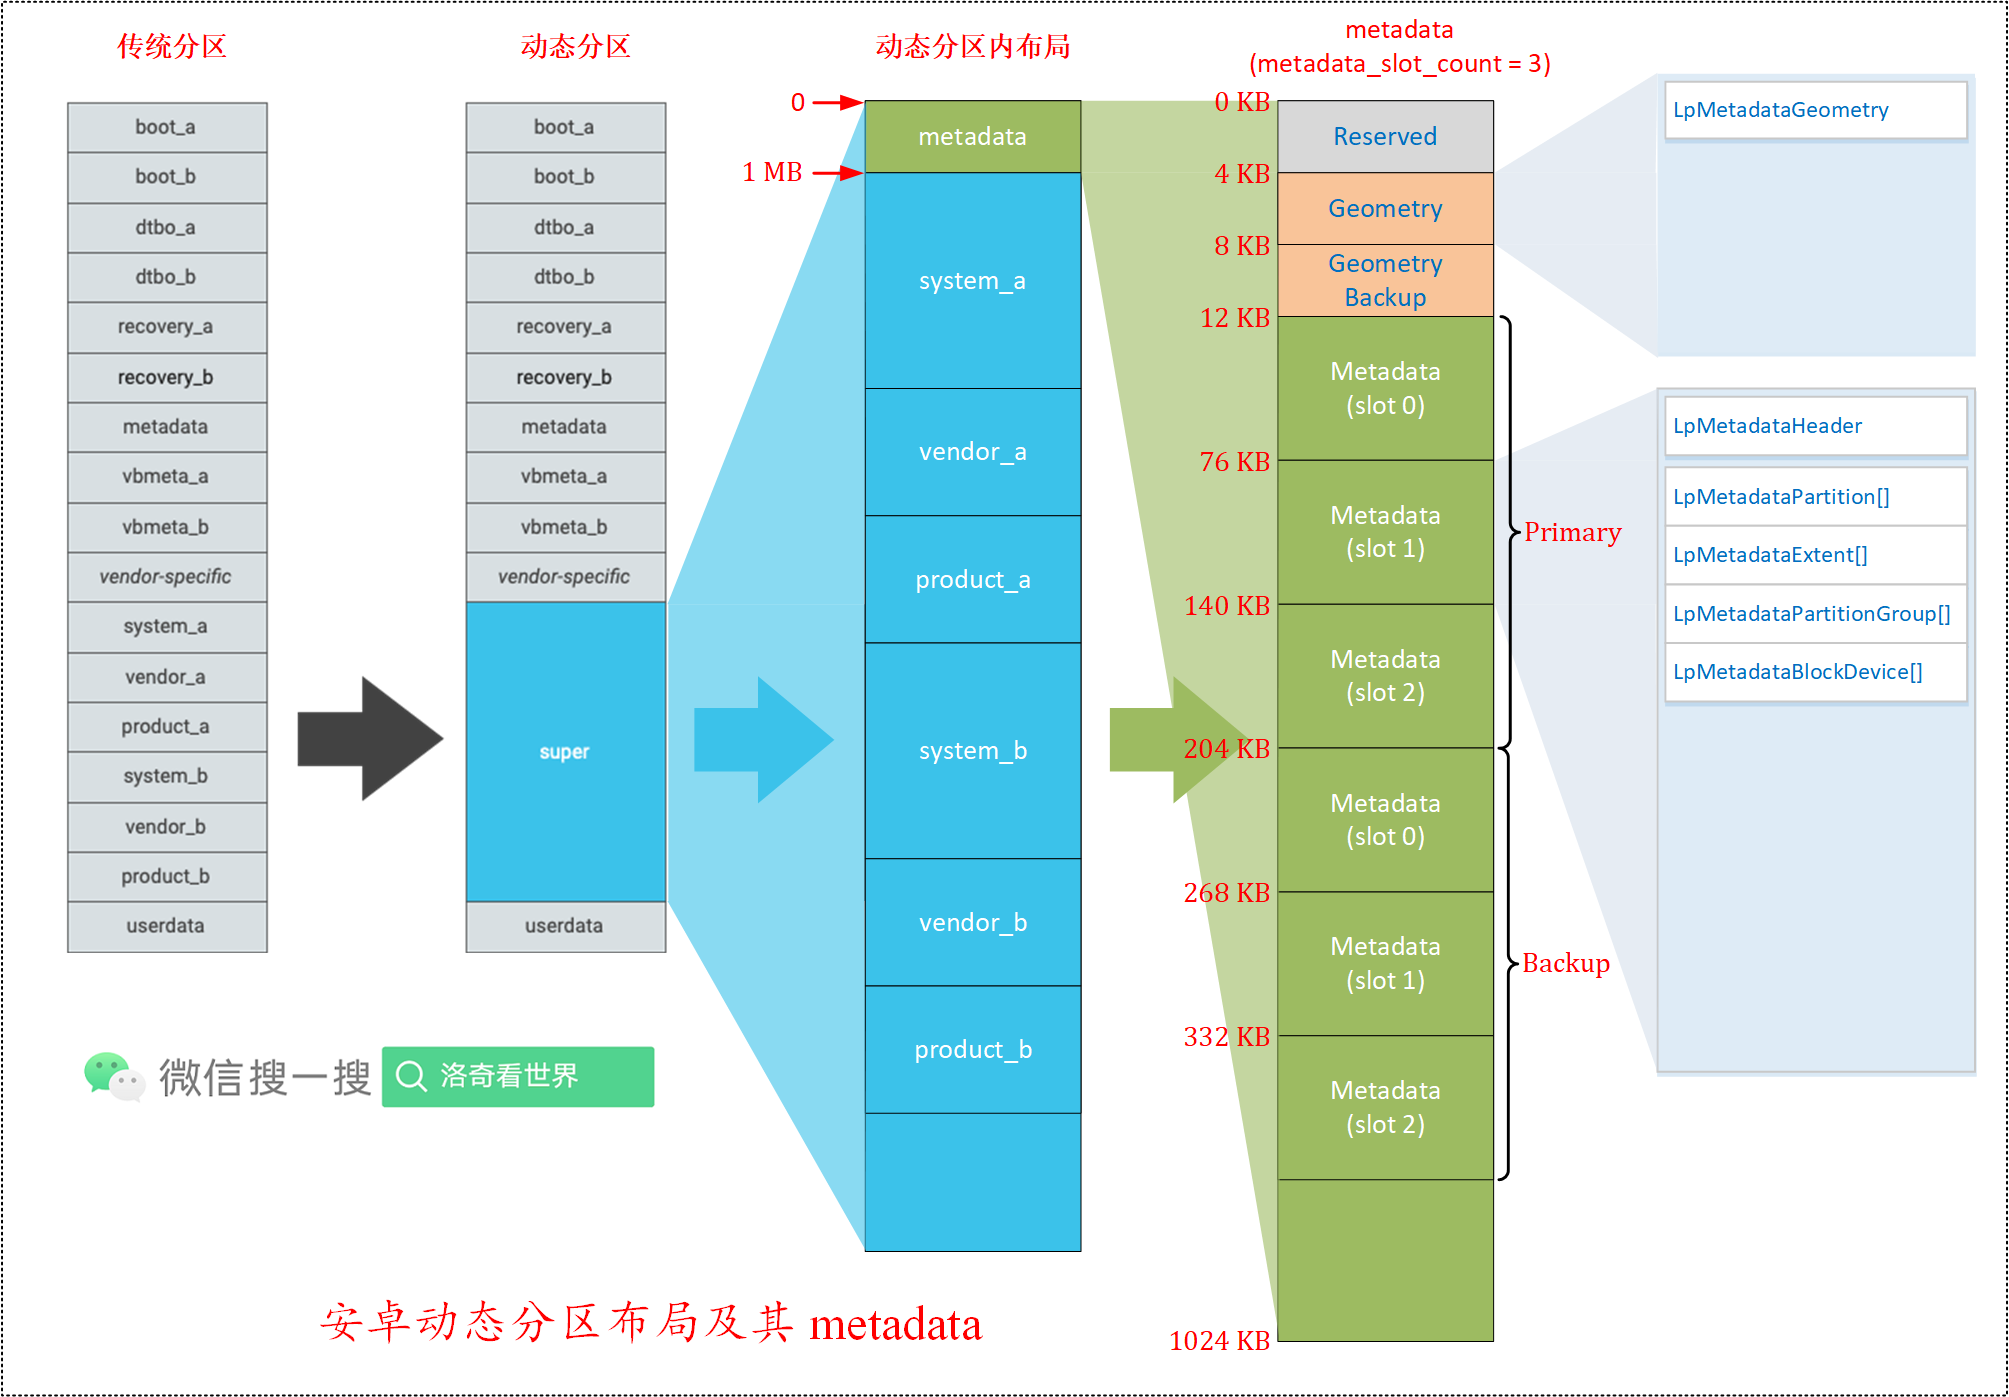 传统分区
boot_a
boot_b
dtbo_a
dtbo_b
recovery_a
recovery_b
metadata
vbmeta_a
vbmeta_b
vendor-specific
system_a
vendor_a
product_a
system_b
vendor_b
product_b
userdata
动态分区
boot_a
boot_b
dtbo_a
dtbo_b
recovery_a
recovery_b
metadata
vbmeta_a
vbmeta_b
vendor-specific
super
userdata
动态分区内布局
0
1 MB
metadata
system_a
vendor_a
product_a
system_b
vendor_b
product_b
metadata
(metadata_slot_count = 3)
0 KB
Reserved
4 KB
Geometry
8 KB
Geometry
Backup
12 KB
Metadata
(slot 0)
76 KB
Metadata
(slot 1)
140 KB
Metadata
(slot 2)
204 KB
Metadata
(slot 0)
268 KB
Metadata
(slot 1)
332 KB
Metadata
(slot 2)
1024 KB
Primary
Backup
LpMetadataGeometry
LpMetadataHeader
LpMetadataPartition[]
LpMetadataExtent[]
LpMetadataPartitionGroup[]
LpMetadataBlockDevice[]
微信搜一搜
洛奇看世界
安卓动态分区布局及其 metadata